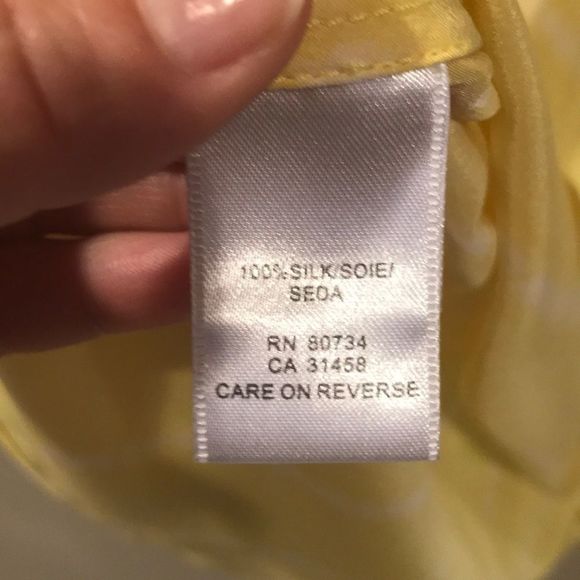 100%SILK/SOIE/
SEDA
RN 80734
CA 31458
CARE ON REVERSE